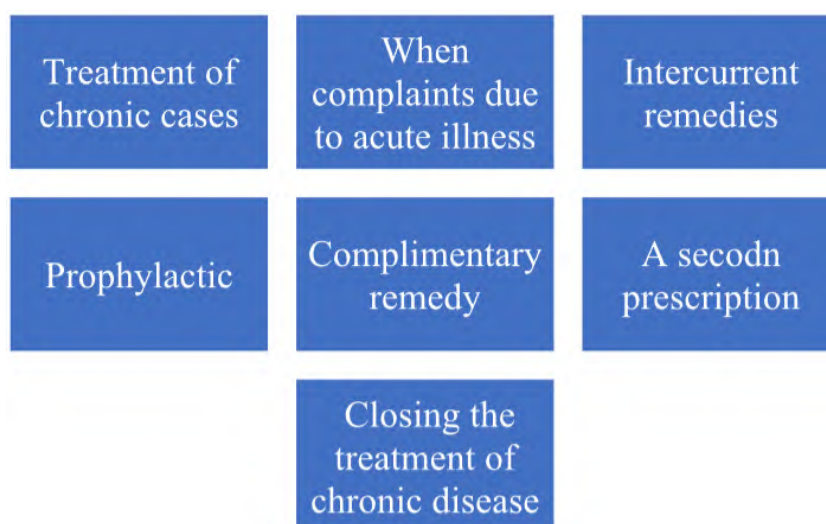 Treatment of
chronic cases
When
complaints due
to acute illness
Intercurrent
remedies
Prophylactic
Complimentary
remedy
A secodn
prescription
Closing the
treatment of
chronic disease